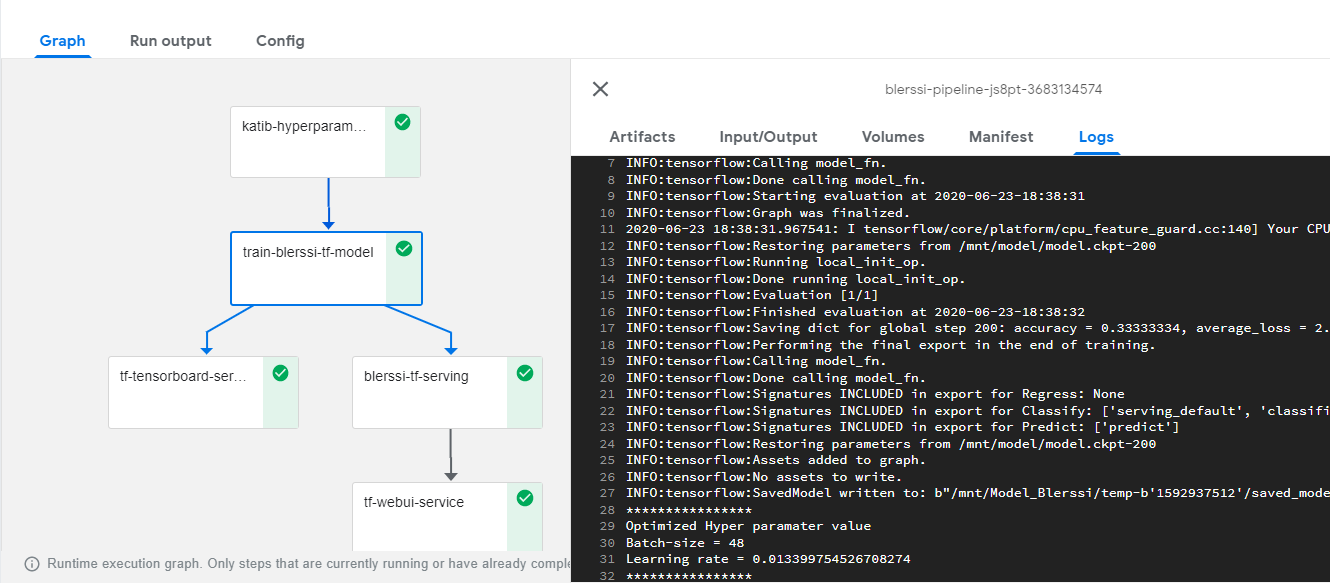 Graph Run output Config
katib-hyperparam...
train-blerssi-tf-model
tf-tensorboard-ser...
blerssi-tf-serving
tf-webui-service
Runtime execution graph. Only steps that are currently running or have already comple
blerssi-pipeline-js8pt-3683134574
Artifacts Input/Output Volumes Manifest Logs
7 INFO:tensorflow:Calling model_fn.
8 INFO:tensorflow:Done calling model_fn.
9 INFO:tensorflow:Starting evaluation at 2020-06-23-18:38:31
10 INFO:tensorflow:Graph was finalized.
11 2020-06-23 18:38:31.967541: I tensorflow/core/platform/cpu_feature_guard.cc:140] Your CPU
12 INFO:tensorflow:Restoring parameters from /mnt/model/model.ckpt-200
13 INFO:tensorflow:Running local_init_op.
14 INFO:tensorflow:Done running local_init_op.
15 INFO:tensorflow:Evaluation [1/1]
16 INFO:tensorflow:Finished evaluation at 2020-06-23-18:38:32
17 INFO:tensorflow:Saving dict for global step 200: accuracy = 0.33333334, average_loss = 2.
18 INFO:tensorflow:Performing the final export in the end of training.
19 INFO:tensorflow:Calling model_fn.
20 INFO:tensorflow:Done calling model_fn.
21 INFO:tensorflow:Signatures INCLUDED in export for Regress: None
22 INFO:tensorflow:Signatures INCLUDED in export for Classify: ['serving_default', 'classifi
23 INFO:tensorflow:Signatures INCLUDED in export for Predict: ['predict']
24 INFO:tensorflow:Restoring parameters from /mnt/model/model.ckpt-200
25 INFO:tensorflow:Assets added to graph.
26 INFO:tensorflow:No assets to write.
27 INFO:tensorflow:SavedModel written to: b"/mnt/Model_Blerssi/temp-b'1592937512'/saved_mode
28 ****************
29 Optimized Hyper paramater value
30 Batch-size = 48
31 Learning rate = 0.013399754526708274
32 ****************